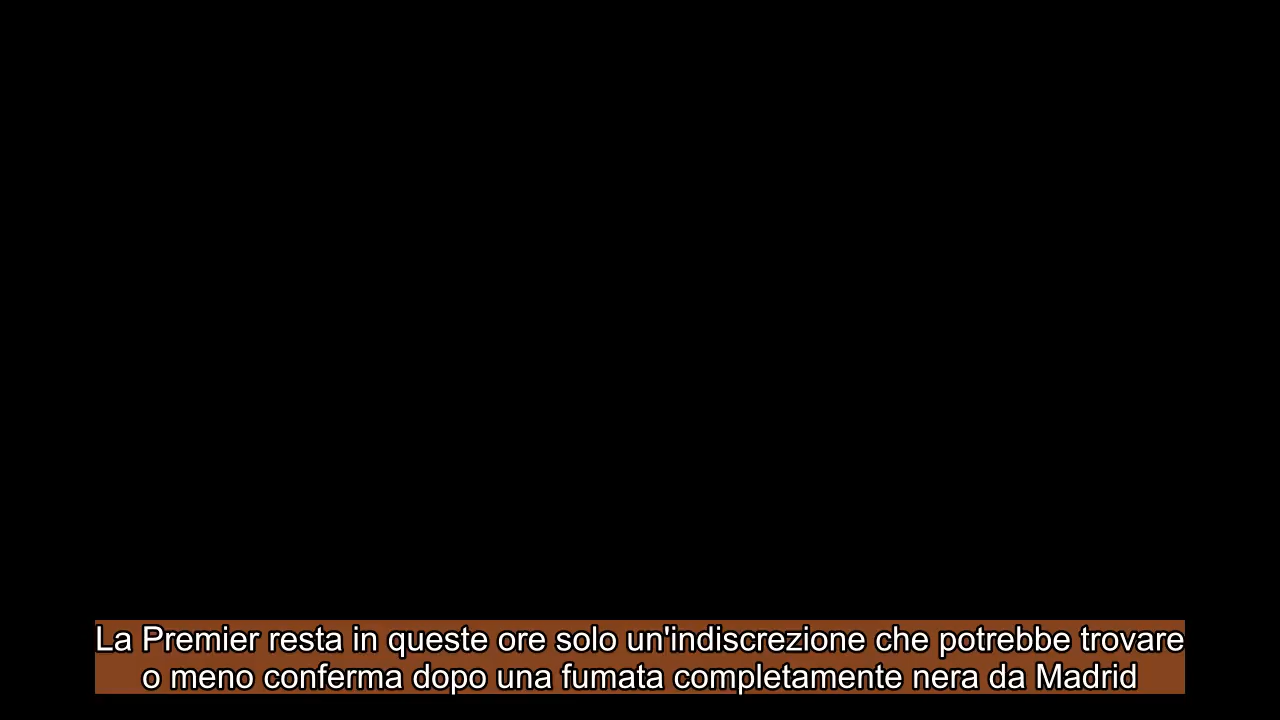 La Premier resta in queste ore solo un'indiscrezione che potrebbe trovare
o meno conferma dopo una fumata completamente nera da Madrid